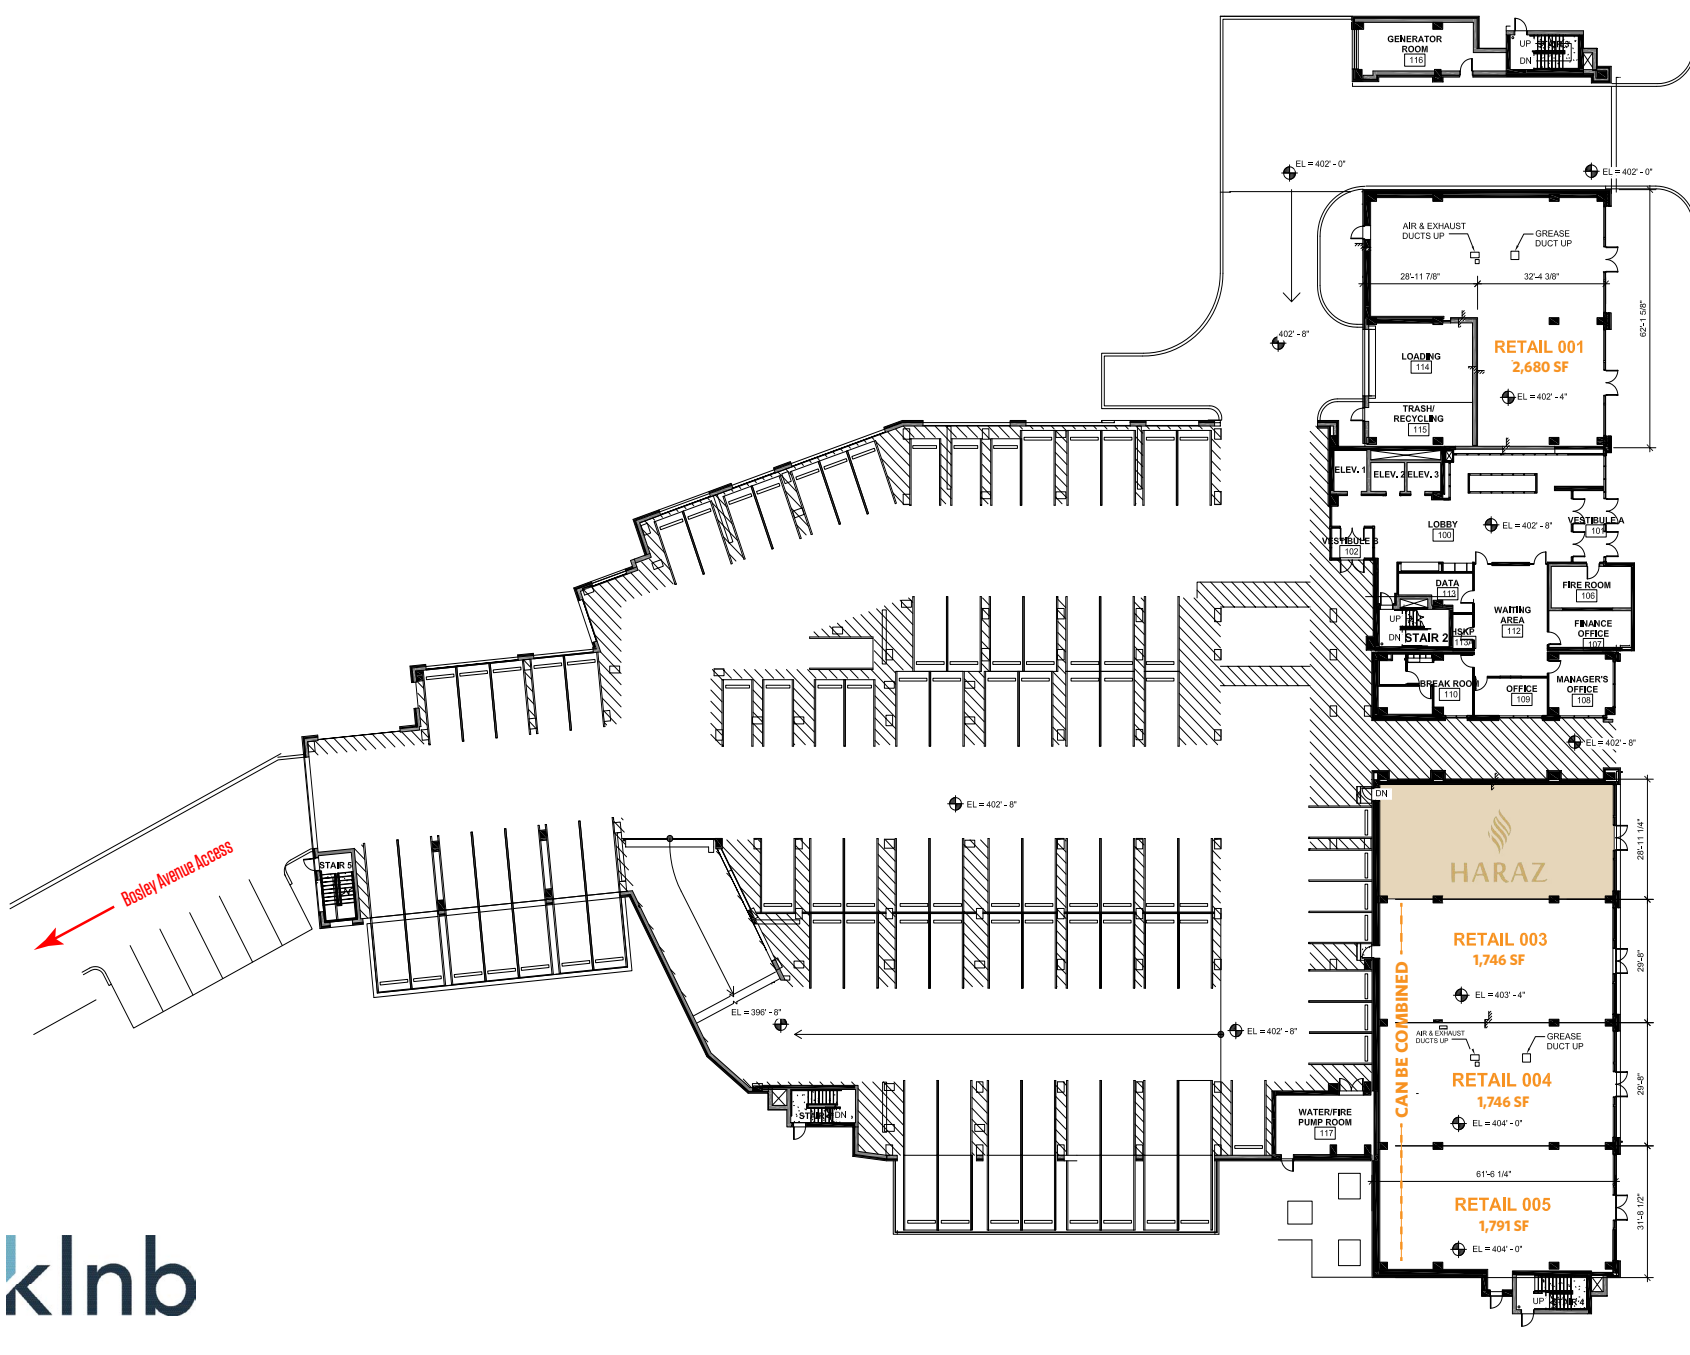 GENERATOR
ROOM
116
UP
STAIR 3
DN
EL = 402' - 0"
EL = 402' - 0"
AIR & EXHAUST
DUCTS UP
GREASE
DUCT UP
28'-11 7/8"
32'-4 3/8"
62'-1 5/8"
402' - 8"
RETAIL 001
2,680 SF
LOADING
114
EL = 402' - 4"
TRASH/
RECYCLING
115
ELEV. 1
ELEV. 2
ELEV. 3
LOBBY
100
EL = 402' - 8"
VESTIBULE A
101
VESTIBULE B
102
DATA
113
FIRE ROOM
106
WAITING
AREA
112
UP
DN
STAIR 2
HSKP
FINANCE
OFFICE
107
BREAK ROOM
110
OFFICE
109
MANAGER'S
OFFICE
108
EL = 402' - 8"
DN
EL = 402' - 8"
28'-11 1/4"
HARAZ
STAIR 5
Bosley Avenue Access
CAN BE COMBINED
RETAIL 003
1,746 SF
29'-8"
EL = 403' - 4"
EL = 396' - 8"
EL = 402' - 8"
AIR & EXHAUST
DUCTS UP
GREASE
DUCT UP
RETAIL 004
1,746 SF
29'-8"
EL = 404' - 0"
STAIR
DN
WATER/FIRE
PUMP ROOM
117
61'-6 1/4"
RETAIL 005
1,791 SF
31'-8 1/2"
EL = 404' - 0"
UP
STAIR 4
klnb